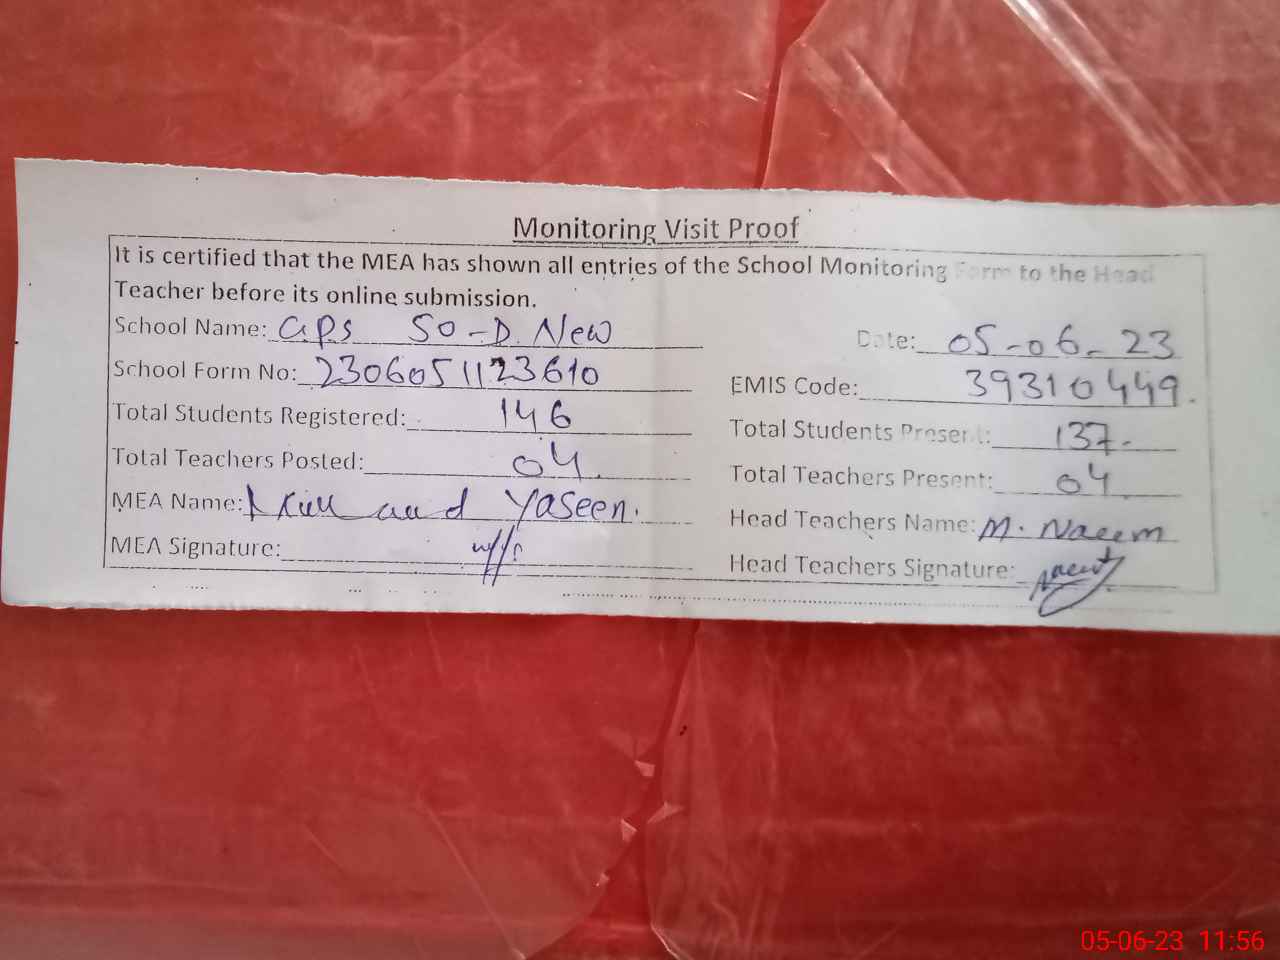 Monitoring Visit Proof
It is certified that the MEA has shown all entries of the School Monitoring Form to the Head
Teacher before its online submission.
School Name: GPS 50-D New Date: 05-06-23
School Form No: 2306051123610 EMIS Code: 39310449.
Total Students Registered: 146 Total Students Present: 137-
Total Teachers Posted: 04. Total Teachers Present: 04
MEA Name: Yaseen. Head Teachers Name: M. Naeem
MEA Signature: Head Teachers Signature:
05-06-23 11:56